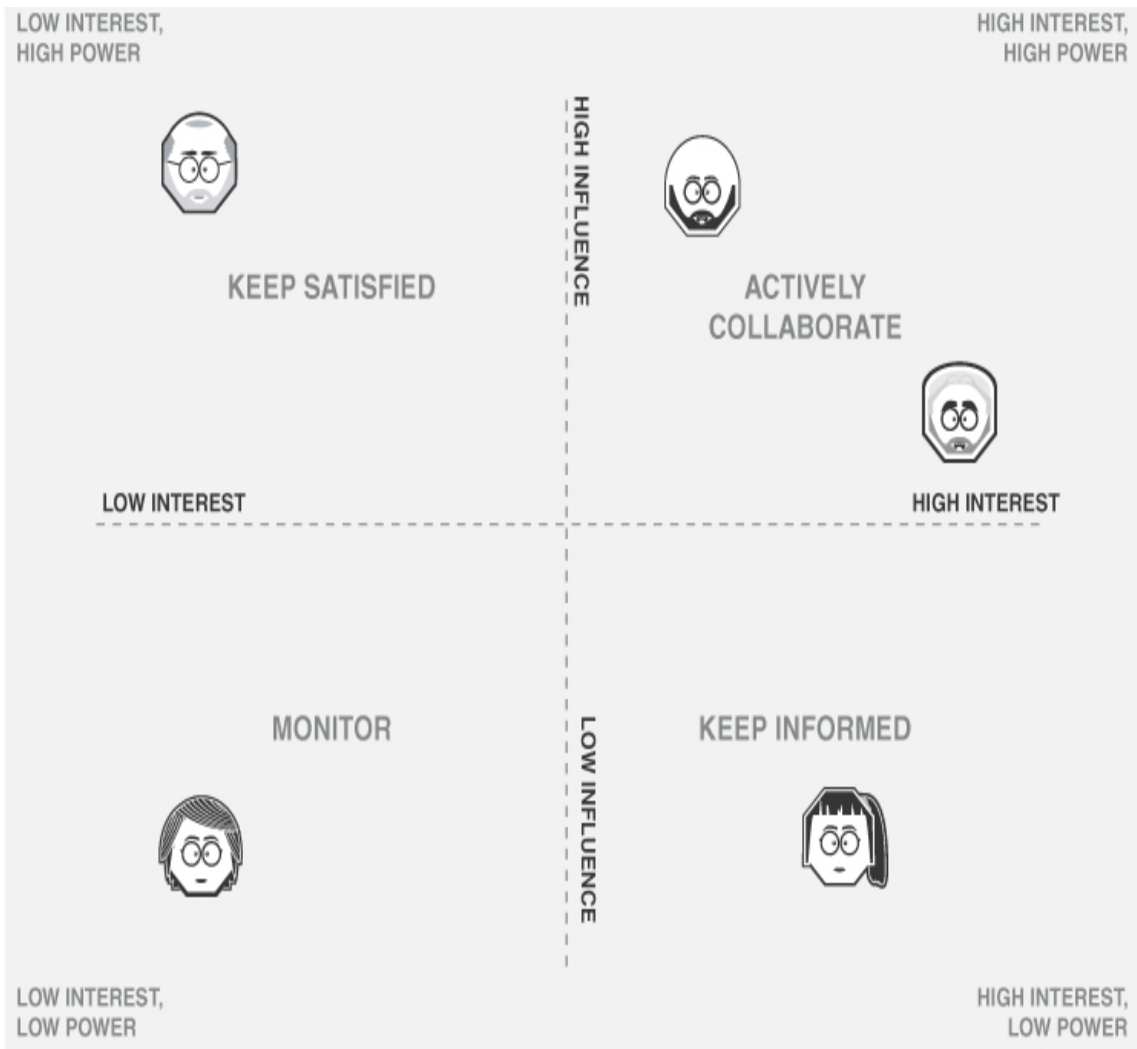 LOW INTEREST,
HIGH POWER
HIGH INTEREST,
HIGH POWER
HIGH INFLUENCE
KEEP SATISFIED
ACTIVELY
COLLABORATE
LOW INTEREST
HIGH INTEREST
MONITOR
KEEP INFORMED
LOW INFLUENCE
LOW INTEREST,
LOW POWER
HIGH INTEREST,
LOW POWER